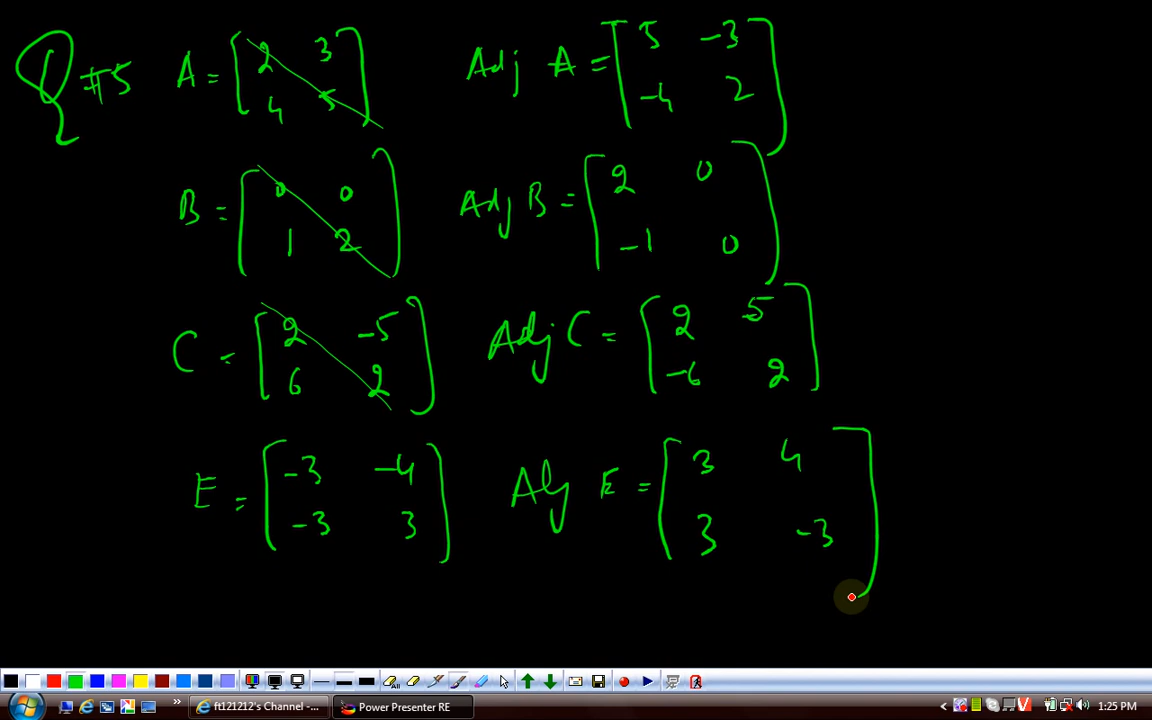 Q #5 A = [2 3 Adj A = [5 -3
4 5] -4 2]
B = [0 0 Adj B = [2 0
1 2] -1 0]
C = [2 -5 Adj C = [2 5
6 2] -6 2]
E = [-3 -4 Adj E = [3 4
-3 3] 3 -3]
All
ft121212's Channel -... Power Presenter RE 1:25 PM